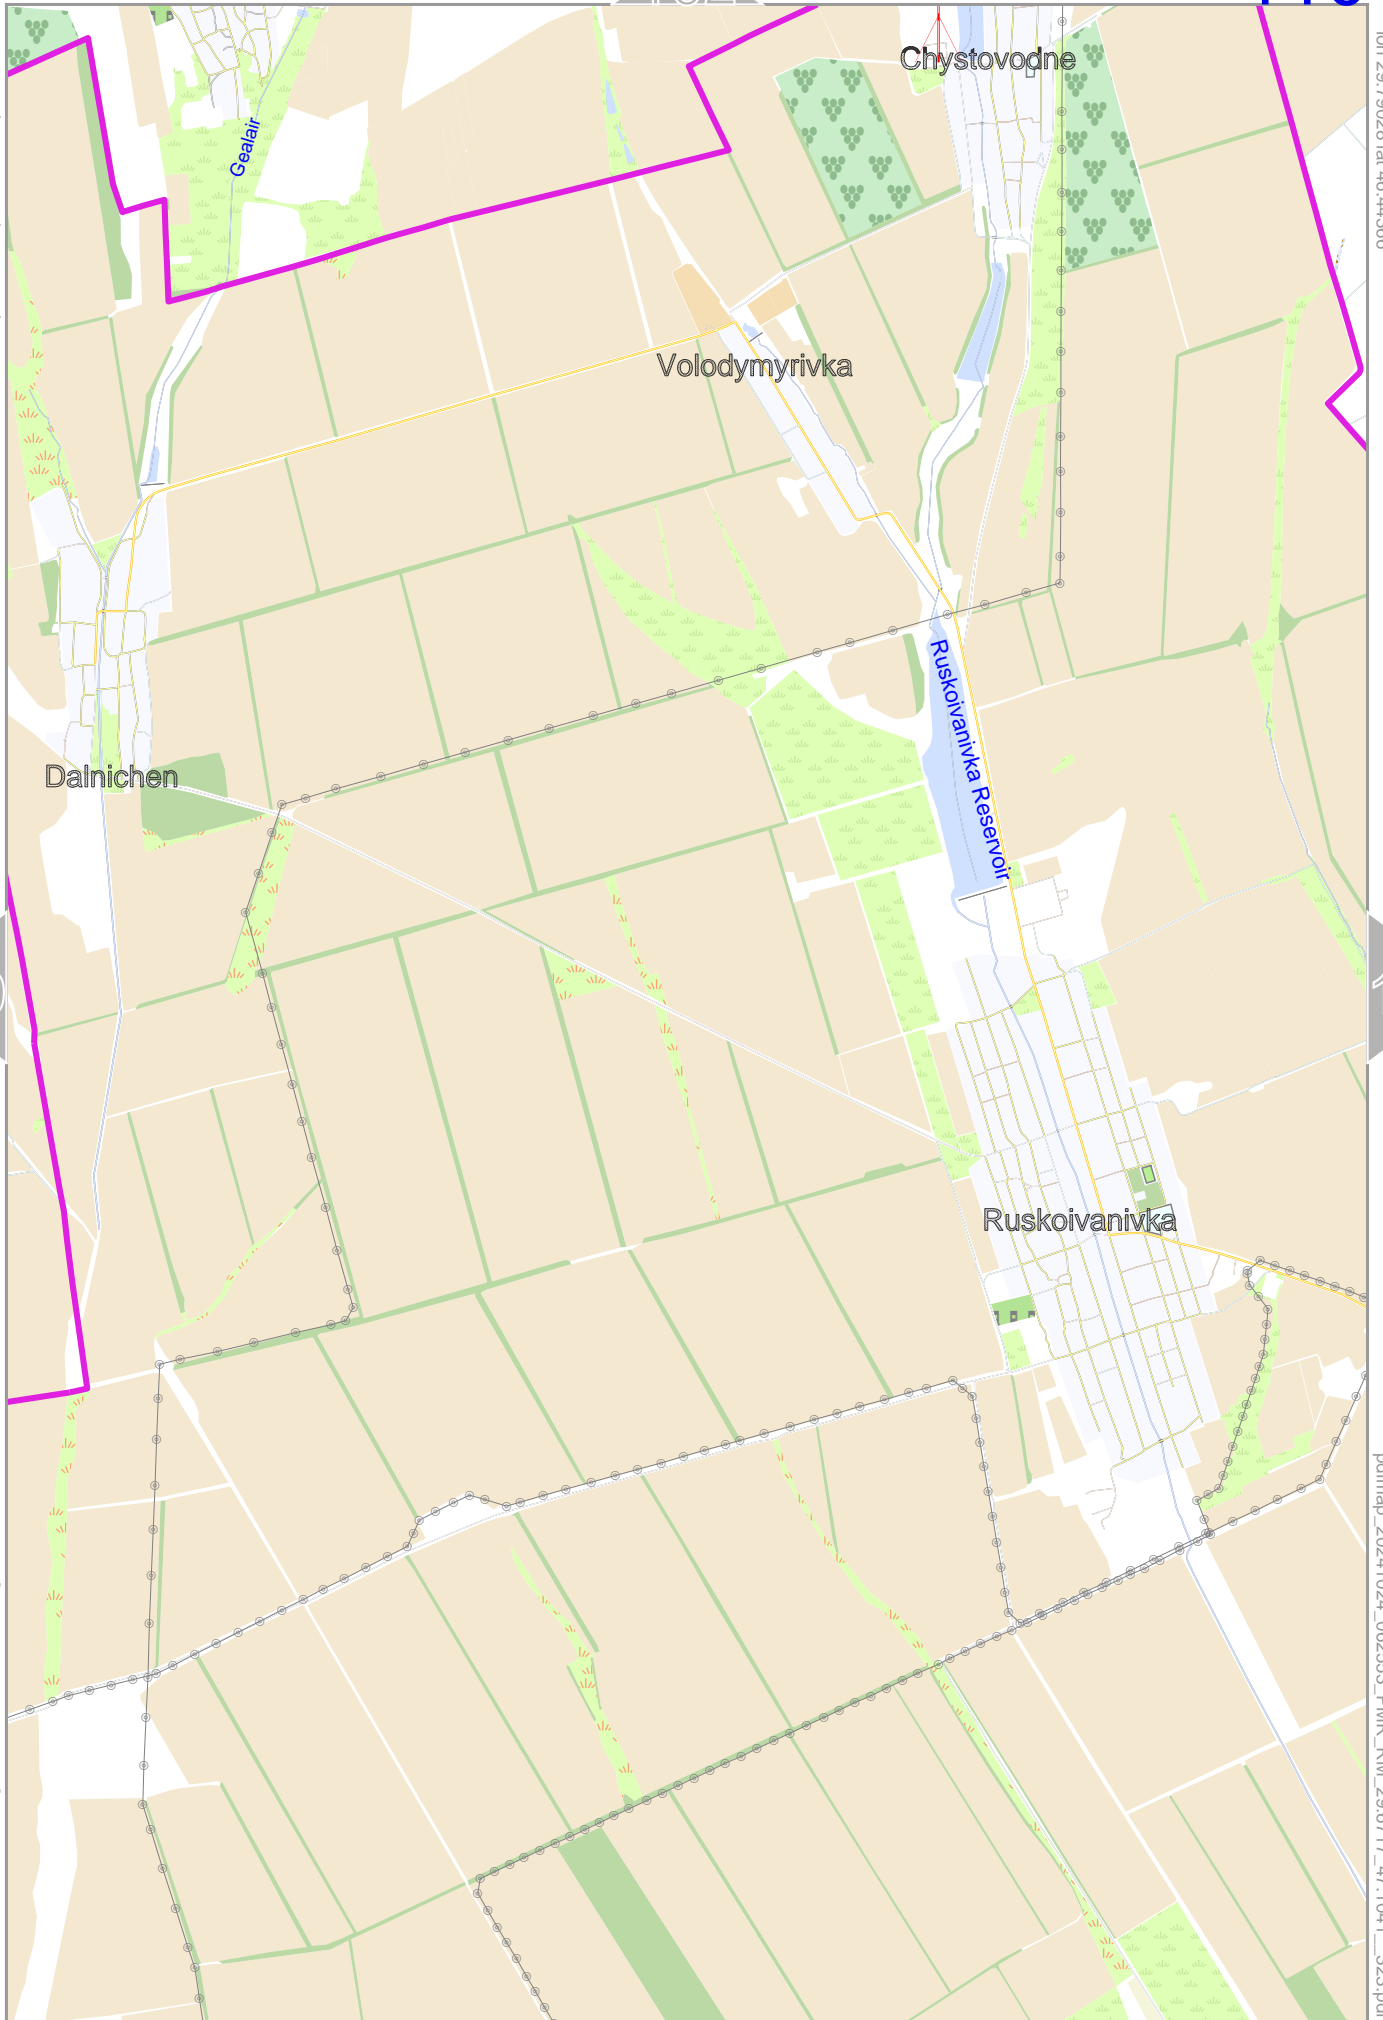 Chystovodne
Gealair
Volodymyrivka
Ruskoivanivka Reservoir
Dalnichen
Ruskoivanivka